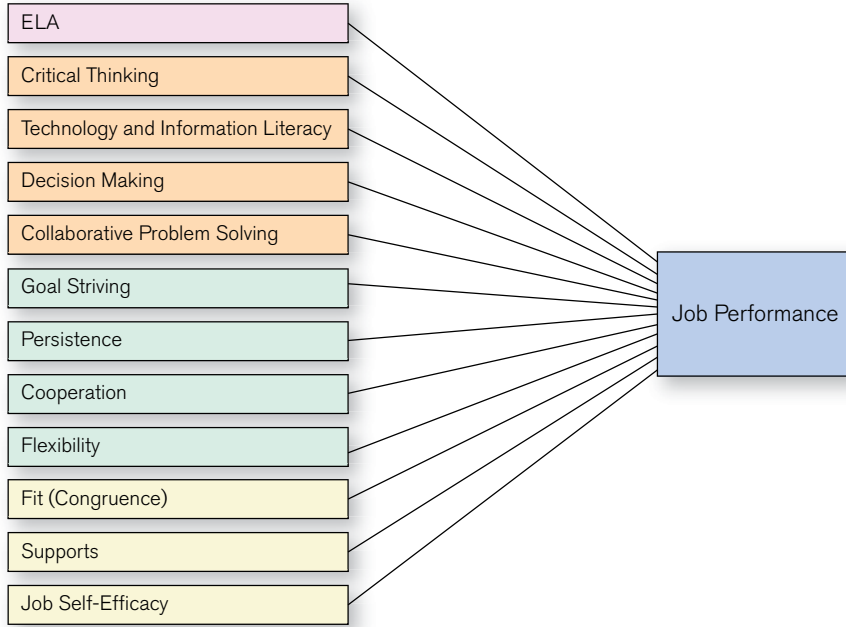 ELA
Critical Thinking
Technology and Information Literacy
Decision Making
Collaborative Problem Solving
Goal Striving
Persistence
Cooperation
Flexibility
Fit (Congruence)
Supports
Job Self-Efficacy
Job Performance